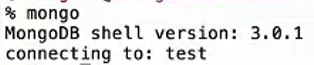 % mongo
MongoDB shell version: 3.0.1
connecting to: test